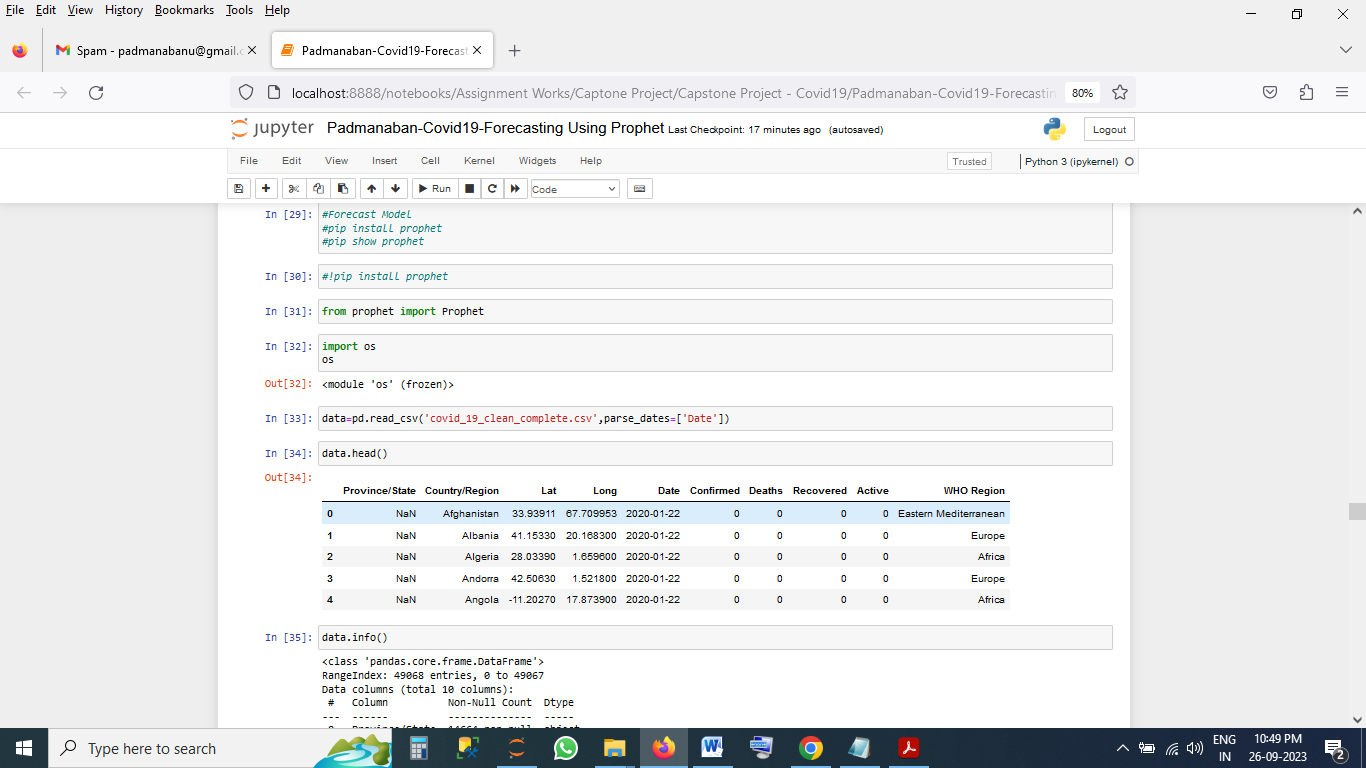 File Edit View History Bookmarks Tools Help
Spam - padmanabanu@gmail.c
Padmanaban-Covid19-Forecast
localhost:8888/notebooks/Assignment Works/Captone Project/Capstone Project - Covid19/Padmanaban-Covid19-Forecastin
80%
jupyter Padmanaban-Covid19-Forecasting Using Prophet Last Checkpoint: 17 minutes ago (autosaved)
Logout
File Edit View Insert Cell Kernel Widgets Help
Trusted
Python 3 (ipykernel)
Run
Code
In [29]: #Forecast Model
#pip install prophet
#pip show prophet
In [30]: #!pip install prophet
In [31]: from prophet import Prophet
In [32]: import os
os
Out[32]: <module 'os' (frozen)>
In [33]: data=pd.read_csv('covid_19_clean_complete.csv',parse_dates=['Date'])
In [34]: data.head()
Out[34]:
Province/State Country/Region Lat Long Date Confirmed Deaths Recovered Active WHO Region
0 NaN Afghanistan 33.93911 67.709953 2020-01-22 0 0 0 0 Eastern Mediterranean
1 NaN Albania 41.15330 20.168300 2020-01-22 0 0 0 0 Europe
2 NaN Algeria 28.03390 1.659600 2020-01-22 0 0 0 0 Africa
3 NaN Andorra 42.50630 1.521800 2020-01-22 0 0 0 0 Europe
4 NaN Angola -11.20270 17.873900 2020-01-22 0 0 0 0 Africa
In [35]: data.info()
<class 'pandas.core.frame.DataFrame'>
RangeIndex: 49068 entries, 0 to 49067
Data columns (total 10 columns):
# Column Non-Null Count Dtype
--- ------ -------------- -----
Type here to search
ENG
IN
10:49 PM
26-09-2023
2